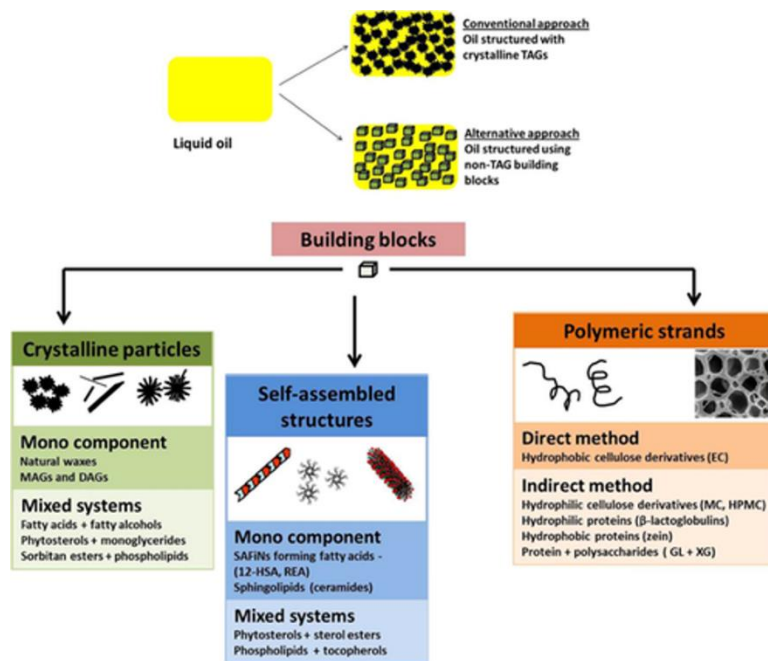 Conventional approach
Oil structured with
crystalline TAGs
Liquid oil
Alternative approach
Oil structured using
non-TAG building
blocks
Building blocks
Crystalline particles
Mono component
Natural waxes
MAGs and DAGs
Mixed systems
Fatty acids + fatty alcohols
Phytosterols + monoglycerides
Sorbitan esters + phospholipids
Self-assembled
structures
Mono component
SAFiNs forming fatty acids -
(12-HSA, REA)
Sphingolipids (ceramides)
Mixed systems
Phytosterols + sterol esters
Phospholipids + tocopherols
Polymeric strands
Direct method
Hydrophobic cellulose derivatives (EC)
Indirect method
Hydrophilic cellulose derivatives (MC, HPMC)
Hydrophilic proteins (β-lactoglobulins)
Hydrophobic proteins (zein)
Protein + polysaccharides ( GL + XG)